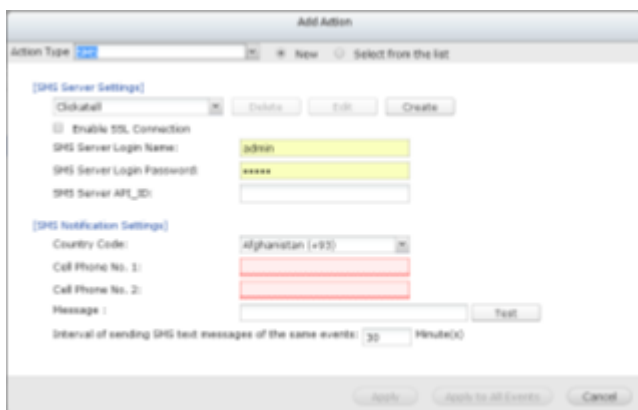 Add Action
Action Type SMS New Select from the list
[SMS Server Settings]
Clickatell Delete Edit Create
Enable SSL Connection
SMS Server Login Name: admin
SMS Server Login Password: •••••
SMS Server API_ID:
[SMS Notification Settings]
Country Code: Afghanistan (+93)
Cell Phone No. 1:
Cell Phone No. 2:
Message : Test
Interval of sending SMS text messages of the same events: 30 Minute(s)
Apply Apply to All Events Cancel